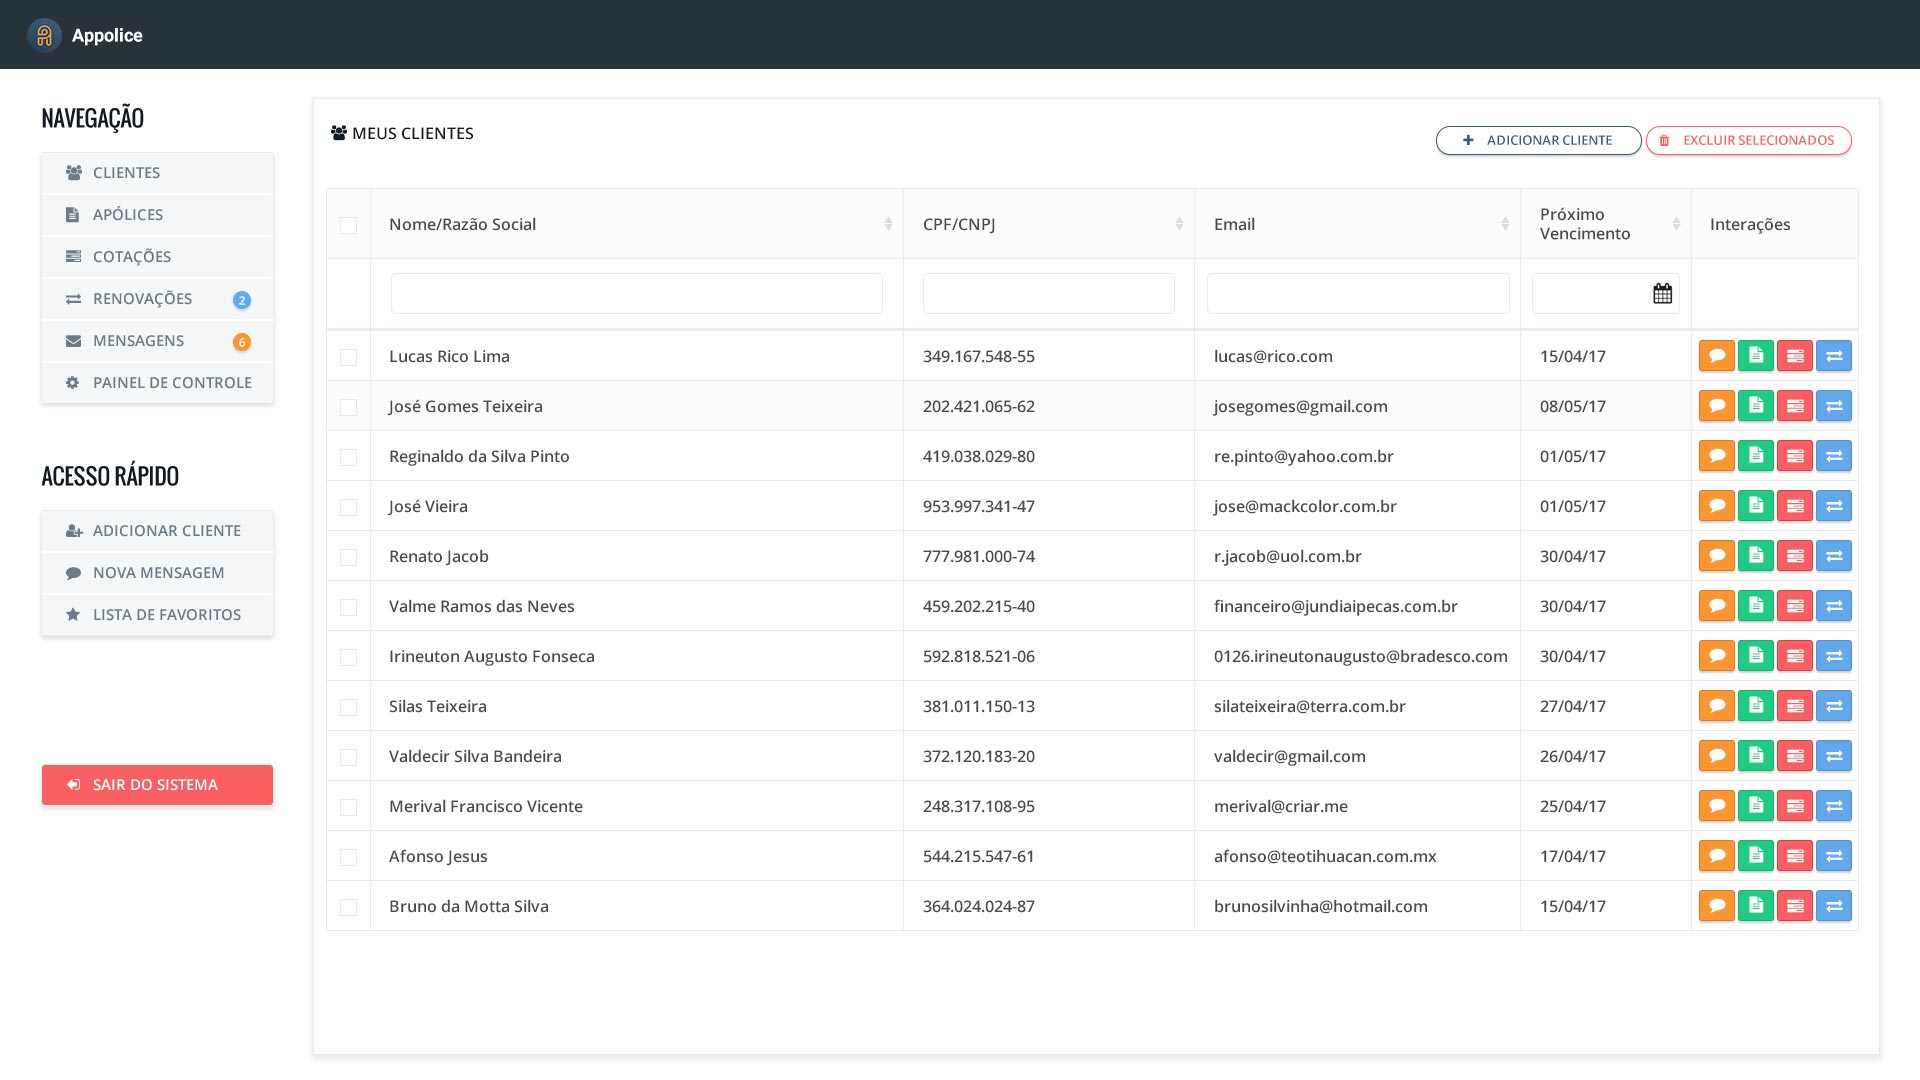 Appolice
NAVEGAÇÃO
CLIENTES
APÓLICES
COTAÇÕES
RENOVAÇÕES 2
MENSAGENS 6
PAINEL DE CONTROLE
ACESSO RÁPIDO
ADICIONAR CLIENTE
NOVA MENSAGEM
LISTA DE FAVORITOS
SAIR DO SISTEMA
MEUS CLIENTES
ADICIONAR CLIENTE
EXCLUIR SELECIONADOS
Nome/Razão Social CPF/CNPJ Email Próximo Vencimento Interações
Lucas Rico Lima 349.167.548-55 lucas@rico.com 15/04/17
José Gomes Teixeira 202.421.065-62 josegomes@gmail.com 08/05/17
Reginaldo da Silva Pinto 419.038.029-80 re.pinto@yahoo.com.br 01/05/17
José Vieira 953.997.341-47 jose@mackcolor.com.br 01/05/17
Renato Jacob 777.981.000-74 r.jacob@uol.com.br 30/04/17
Valme Ramos das Neves 459.202.215-40 financeiro@jundiaipecas.com.br 30/04/17
Irineuton Augusto Fonseca 592.818.521-06 0126.irineutonaugusto@bradesco.com 30/04/17
Silas Teixeira 381.011.150-13 silateixeira@terra.com.br 27/04/17
Valdecir Silva Bandeira 372.120.183-20 valdecir@gmail.com 26/04/17
Merival Francisco Vicente 248.317.108-95 merival@criar.me 25/04/17
Afonso Jesus 544.215.547-61 afonso@teotihuacan.com.mx 17/04/17
Bruno da Motta Silva 364.024.024-87 brunosilvinha@hotmail.com 15/04/17